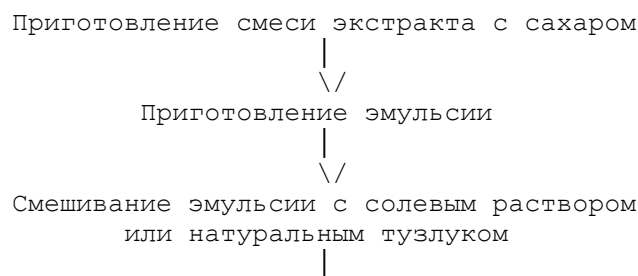 Приготовление смеси экстракта с сахаром
|
\/
Приготовление эмульсии
|
\/
Смешивание эмульсии с солевым раствором
или натуральным тузлуком
|